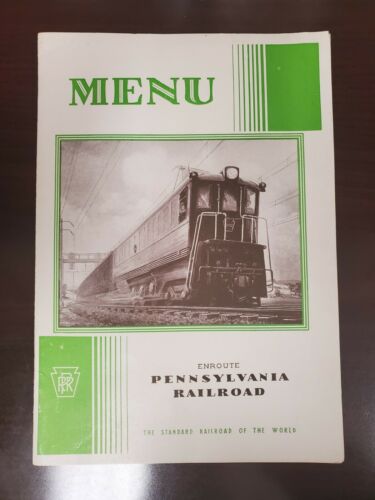 MENU
ENROUTE
PENNSYLVANIA
RAILROAD
PRR
THE STANDARD RAILROAD OF THE WORLD